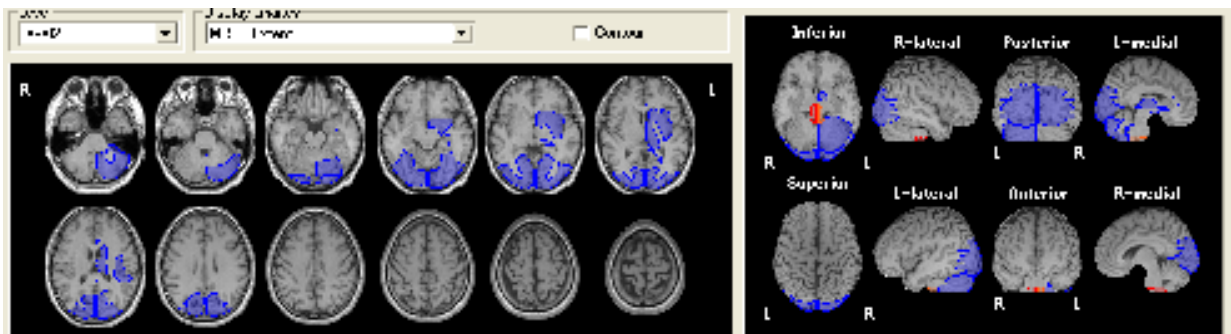 Contour
R
L
Inferior
R-lateral
Posterior
L-medial
R
L
L
R
Superior
L-lateral
Anterior
R-medial
L
R
R
L